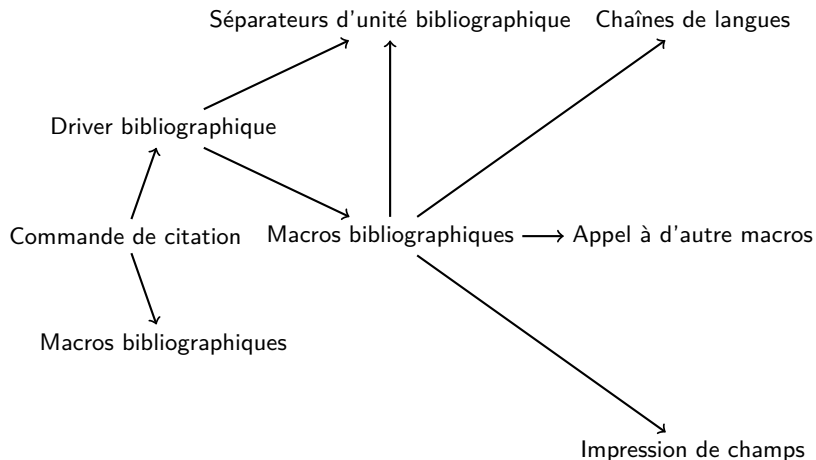 Séparateurs d'unité bibliographique
Chaînes de langues
Driver bibliographique
Commande de citation
Macros bibliographiques
Appel à d'autre macros
Macros bibliographiques
Impression de champs